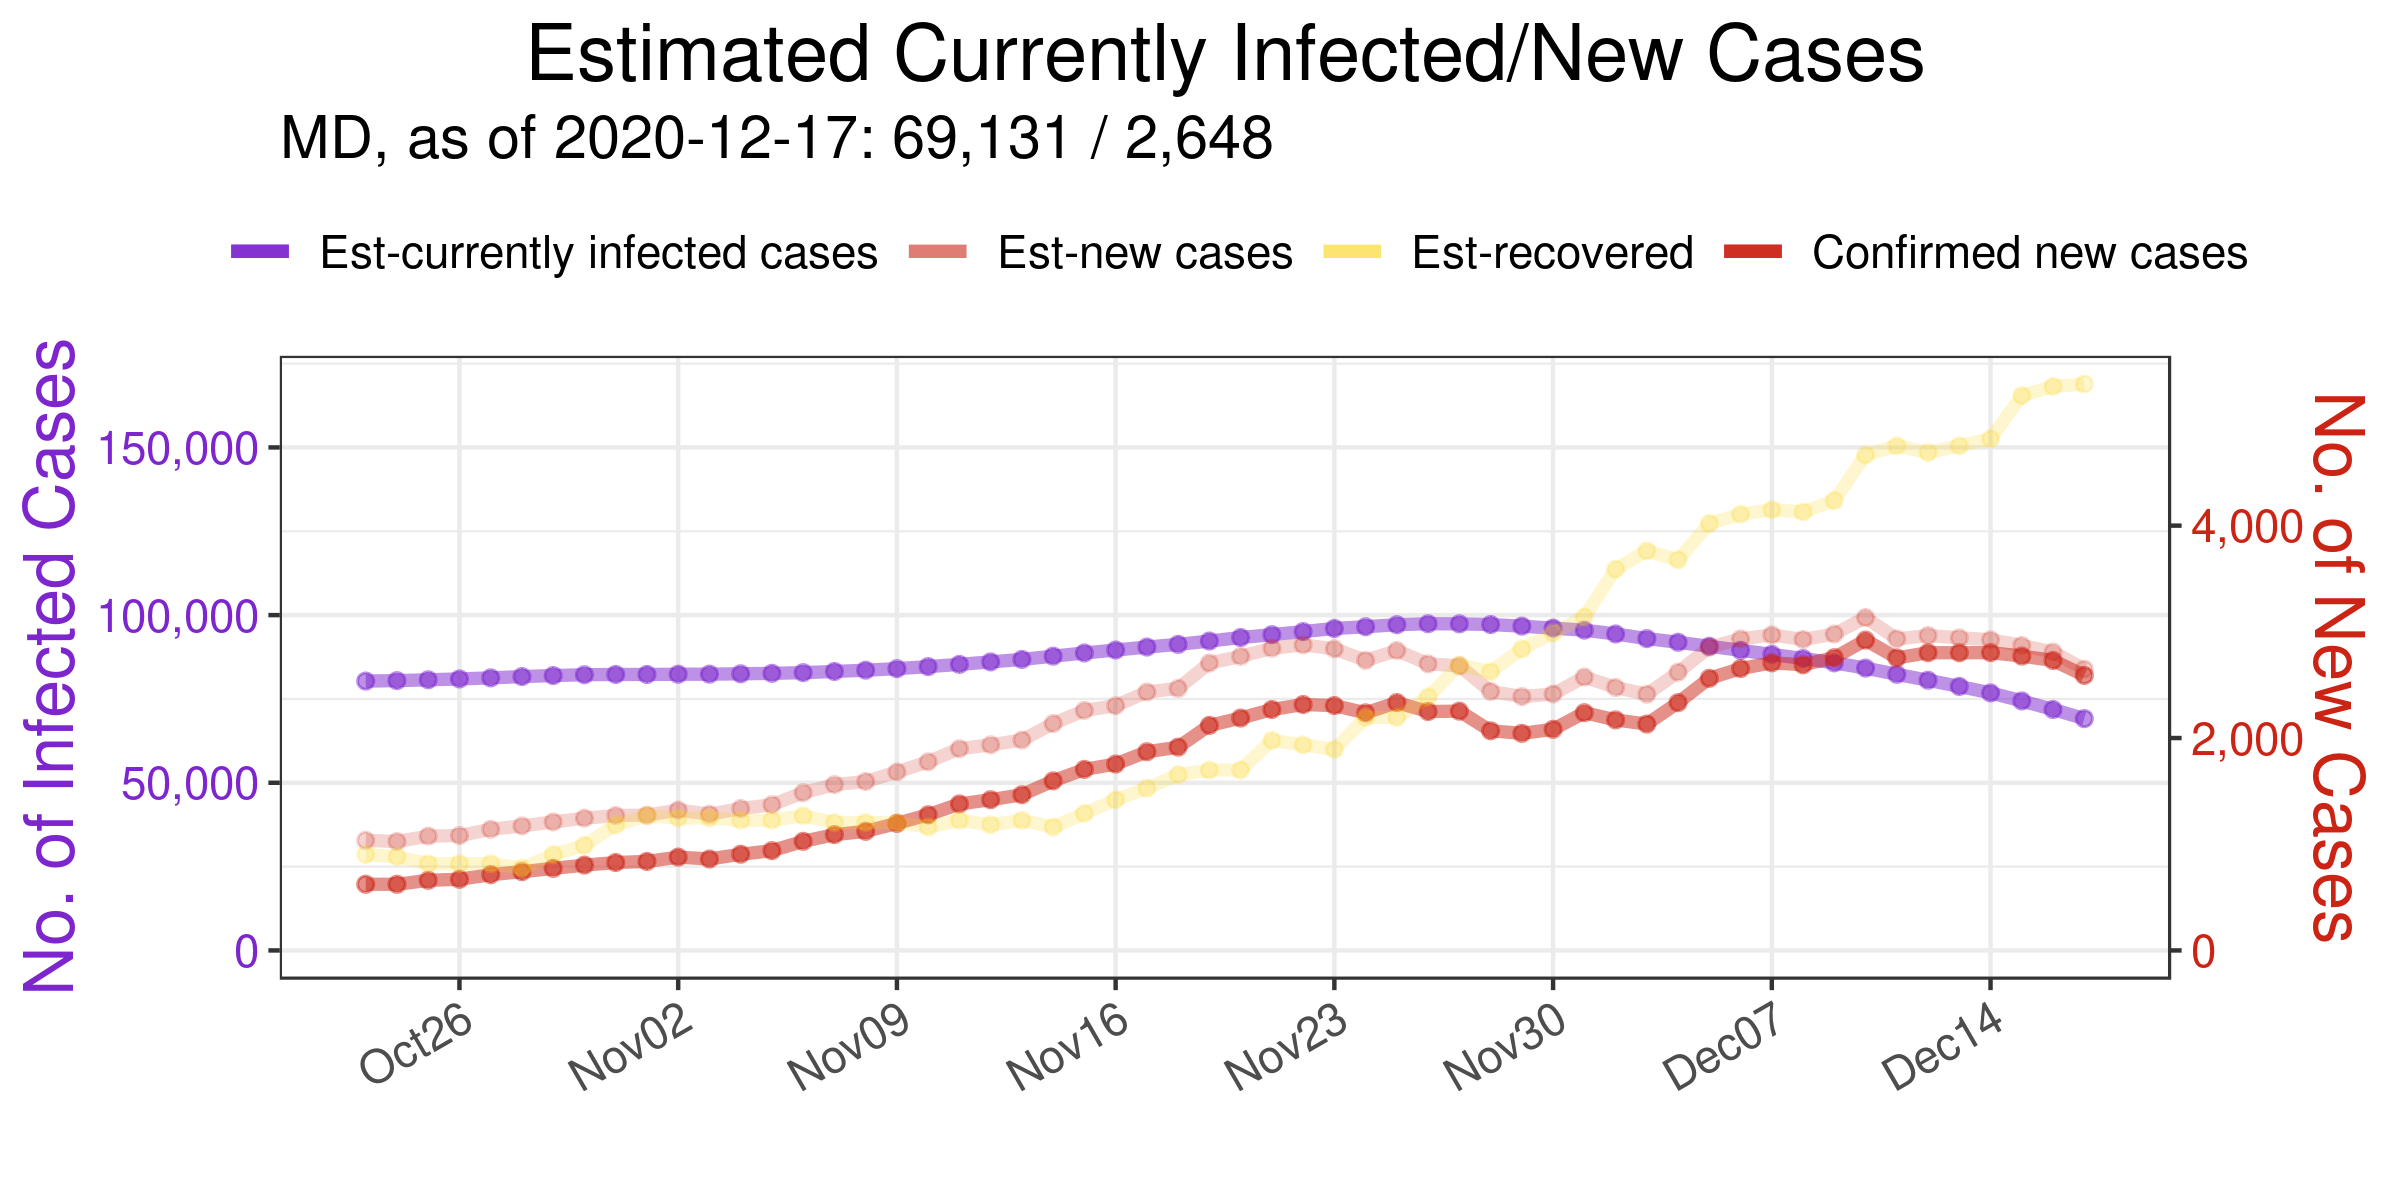 Estimated Currently Infected/New Cases
MD, as of 2020-12-17: 69,131 / 2,648
Est-currently infected cases
Est-new cases
Est-recovered
Confirmed new cases
No. of Infected Cases
150,000
100,000
50,000
0
4,000
2,000
0
No. of New Cases
Oct26
Nov02
Nov09
Nov16
Nov23
Nov30
Dec07
Dec14